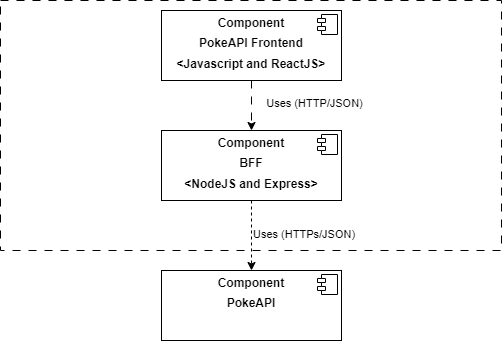 Component
PokeAPI Frontend
<Javascript and ReactJS>
Uses (HTTP/JSON)
Component
BFF
<NodeJS and Express>
Uses (HTTPs/JSON)
Component
PokeAPI